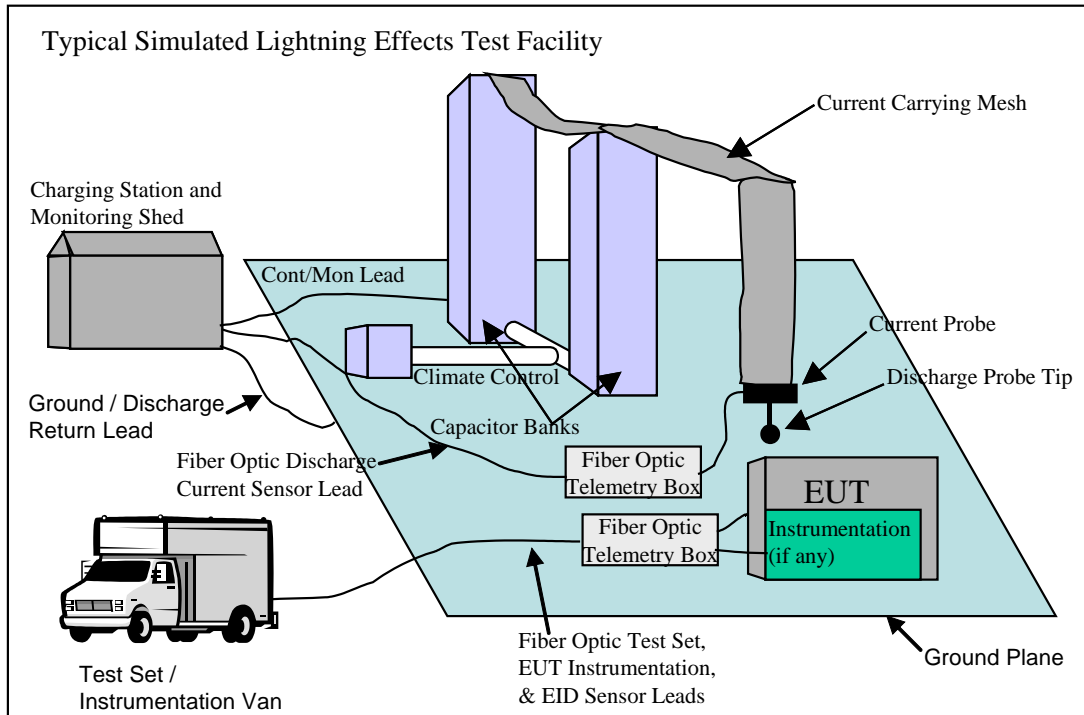 Typical Simulated Lightning Effects Test Facility
Current Carrying Mesh
Charging Station and
Monitoring Shed
Cont/Mon Lead
Current Probe
Climate Control
Discharge Probe Tip
Ground / Discharge
Return Lead
Capacitor Banks
Fiber Optic Discharge
Current Sensor Lead
Fiber Optic
Telemetry Box
EUT
Instrumentation
(if any)
Fiber Optic
Telemetry Box
Fiber Optic Test Set,
EUT Instrumentation,
& EID Sensor Leads
Ground Plane
Test Set /
Instrumentation Van